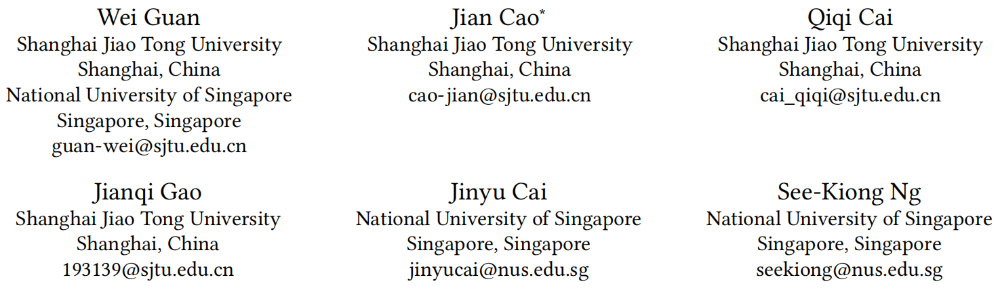 Wei Guan
Shanghai Jiao Tong University
Shanghai, China
National University of Singapore
Singapore, Singapore
guan-wei@sjtu.edu.cn
Jian Cao*
Shanghai Jiao Tong University
Shanghai, China
cao-jian@sjtu.edu.cn
Qiqi Cai
Shanghai Jiao Tong University
Shanghai, China
cai_qiqi@sjtu.edu.cn
Jianqi Gao
Shanghai Jiao Tong University
Shanghai, China
193139@sjtu.edu.cn
Jinyu Cai
National University of Singapore
Singapore, Singapore
jinyucai@nus.edu.sg
See-Kiong Ng
National University of Singapore
Singapore, Singapore
seekiong@nus.edu.sg